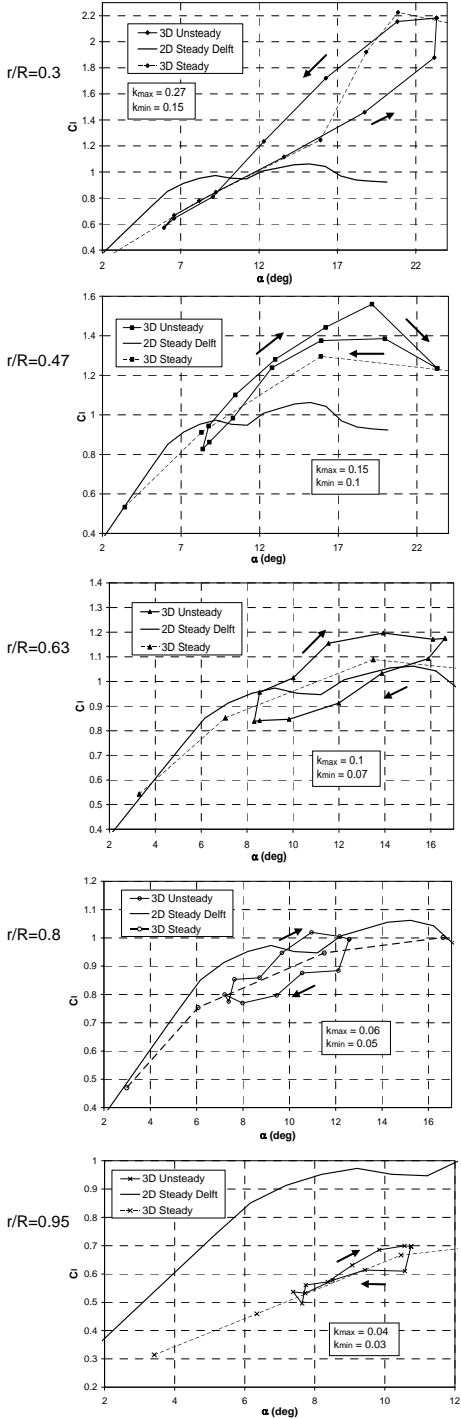 r/R=0.3
2.2
2
1.8
1.6
1.4
1.2
1
0.8
0.6
0.4
Cl
3D Unsteady
2D Steady Delft
3D Steady
kmax = 0.27
kmin = 0.15
2 7 12 17 22
α (deg)
r/R=0.47
1.6
1.4
1.2
1
0.8
0.6
0.4
Cl
3D Unsteady
2D Steady Delft
3D Steady
kmax = 0.15
kmin = 0.1
2 7 12 17 22
α (deg)
r/R=0.63
1.4
1.3
1.2
1.1
1
0.9
0.8
0.7
0.6
0.5
0.4
Cl
3D Unsteady
2D Steady Delft
3D Steady
kmax = 0.1
kmin = 0.07
2 4 6 8 10 12 14 16
α (deg)
r/R=0.8
1.2
1.1
1
0.9
0.8
0.7
0.6
0.5
0.4
Cl
3D Unsteady
2D Steady Delft
3D Steady
kmax = 0.06
kmin = 0.05
2 4 6 8 10 12 14 16
α (deg)
r/R=0.95
1
0.9
0.8
0.7
0.6
0.5
0.4
0.3
0.2
Cl
3D Unsteady
2D Steady Delft
3D Steady
kmax = 0.04
kmin = 0.03
2 4 6 8 10 12
α (deg)